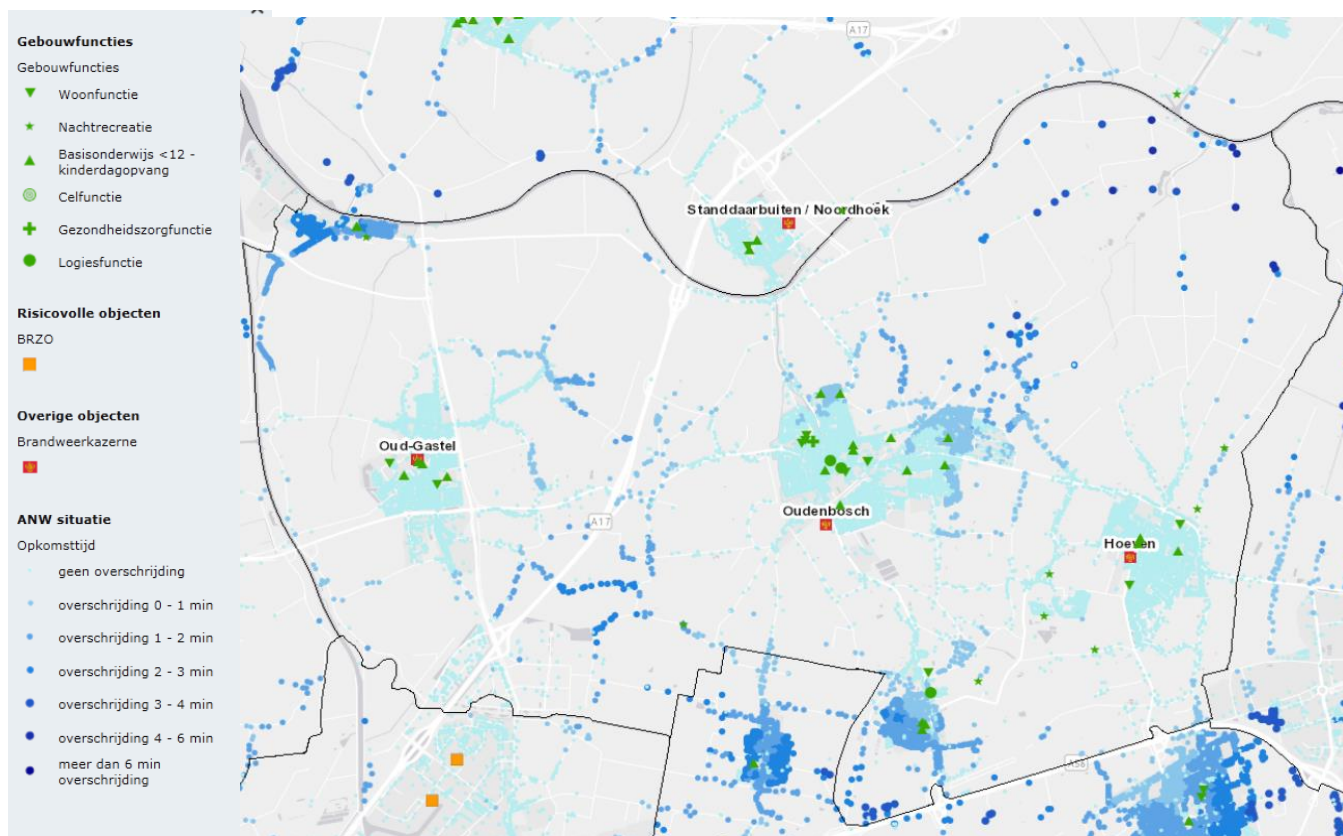 Gebouwfuncties
Gebouwfuncties
Woonfunctie
Nachtrecreatie
Basisonderwijs <12 -
kinderdagopvang
Celfunctie
Gezondheidszorgfunctie
Logiesfunctie
Risicovolle objecten
BRZO
Overige objecten
Brandweerkazerne
ANW situatie
Opkomsttijd
geen overschrijding
overschrijding 0 - 1 min
overschrijding 1 - 2 min
overschrijding 2 - 3 min
overschrijding 3 - 4 min
overschrijding 4 - 6 min
meer dan 6 min
overschrijding
A17
Standdaarbuiten / Noordhoek
Oud-Gastel
A17
Oudenbosch
Hoeven
A58